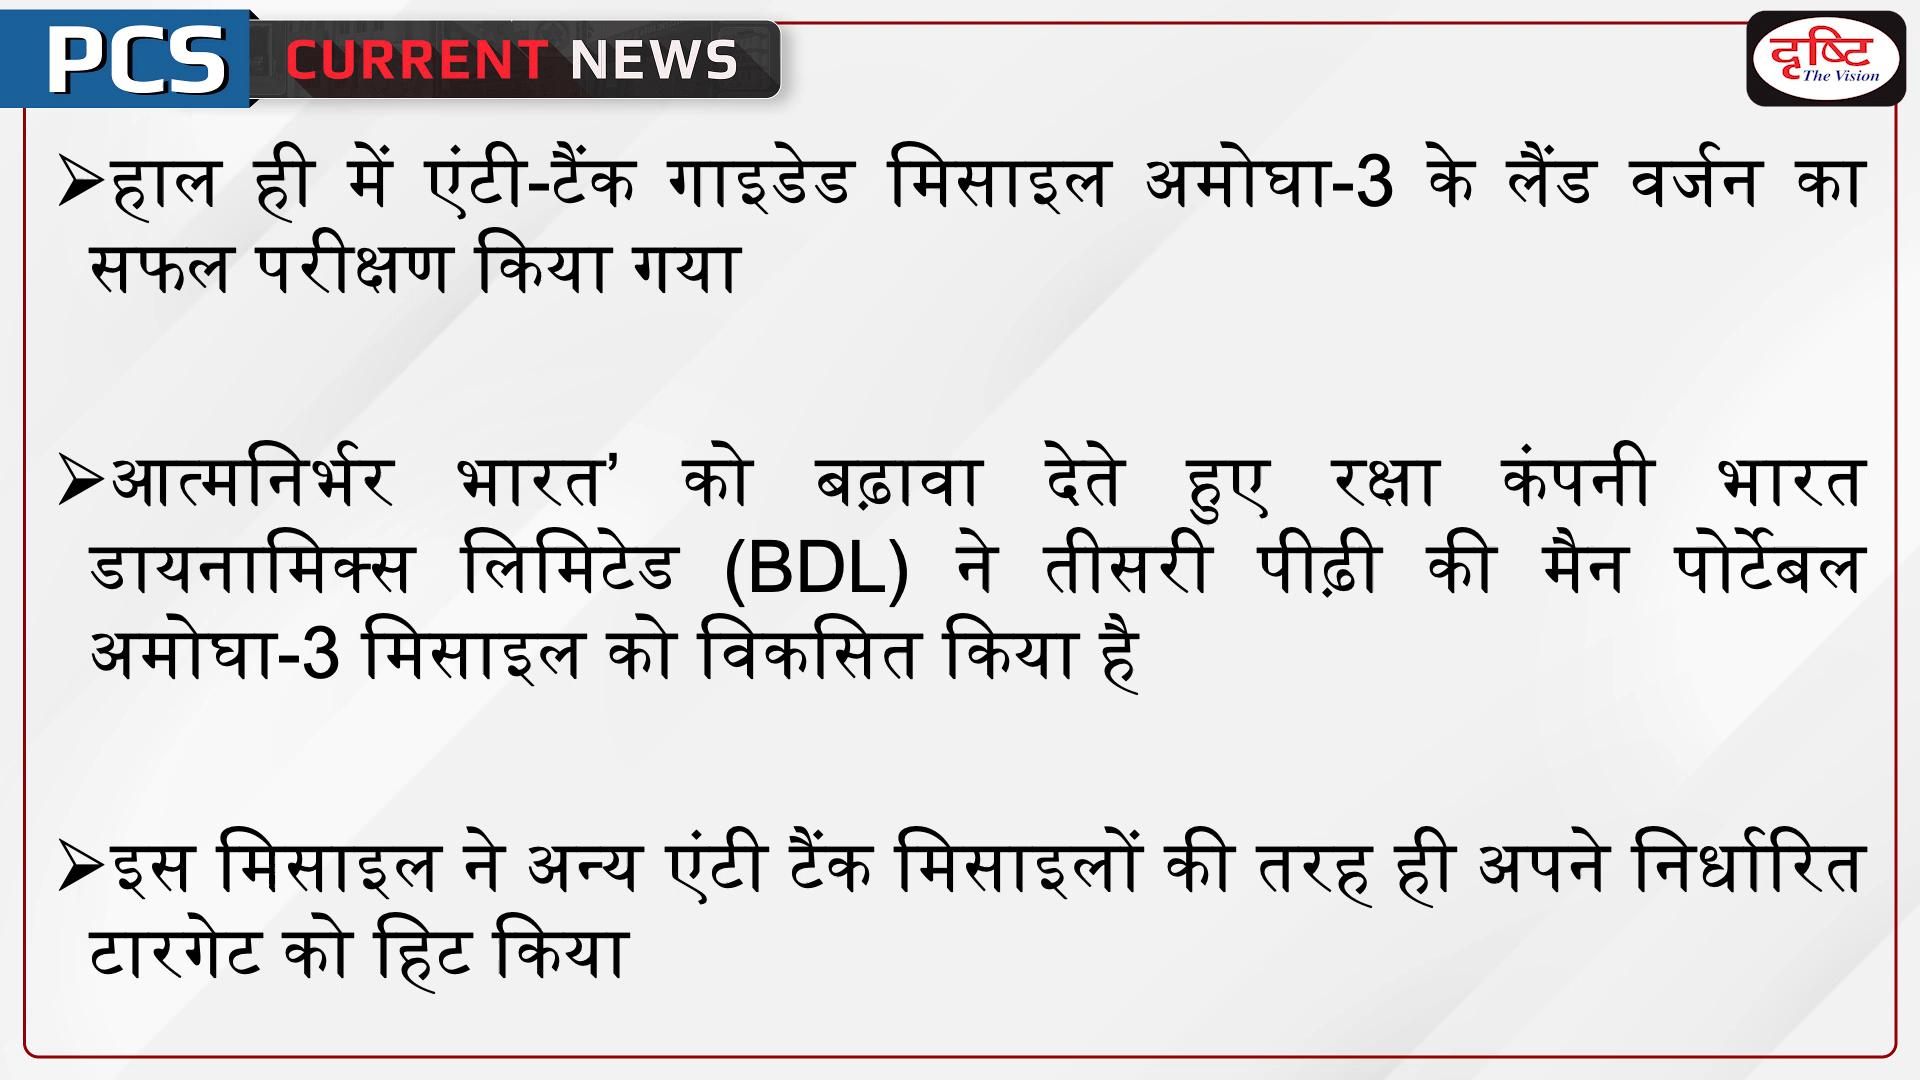 PCS CURRENT NEWS
दृष्टि
The Vision
➢हाल ही में एंटी-टैंक गाइडेड मिसाइल अमोघा-3 के लैंड वर्जन का
सफल परीक्षण किया गया
➢आत्मनिर्भर भारत’ को बढ़ावा देते हुए रक्षा कंपनी भारत
डायनामिक्स लिमिटेड (BDL) ने तीसरी पीढ़ी की मैन पोर्टेबल
अमोघा-3 मिसाइल को विकसित किया है
➢इस मिसाइल ने अन्य एंटी टैंक मिसाइलों की तरह ही अपने निर्धारित
टारगेट को हिट किया